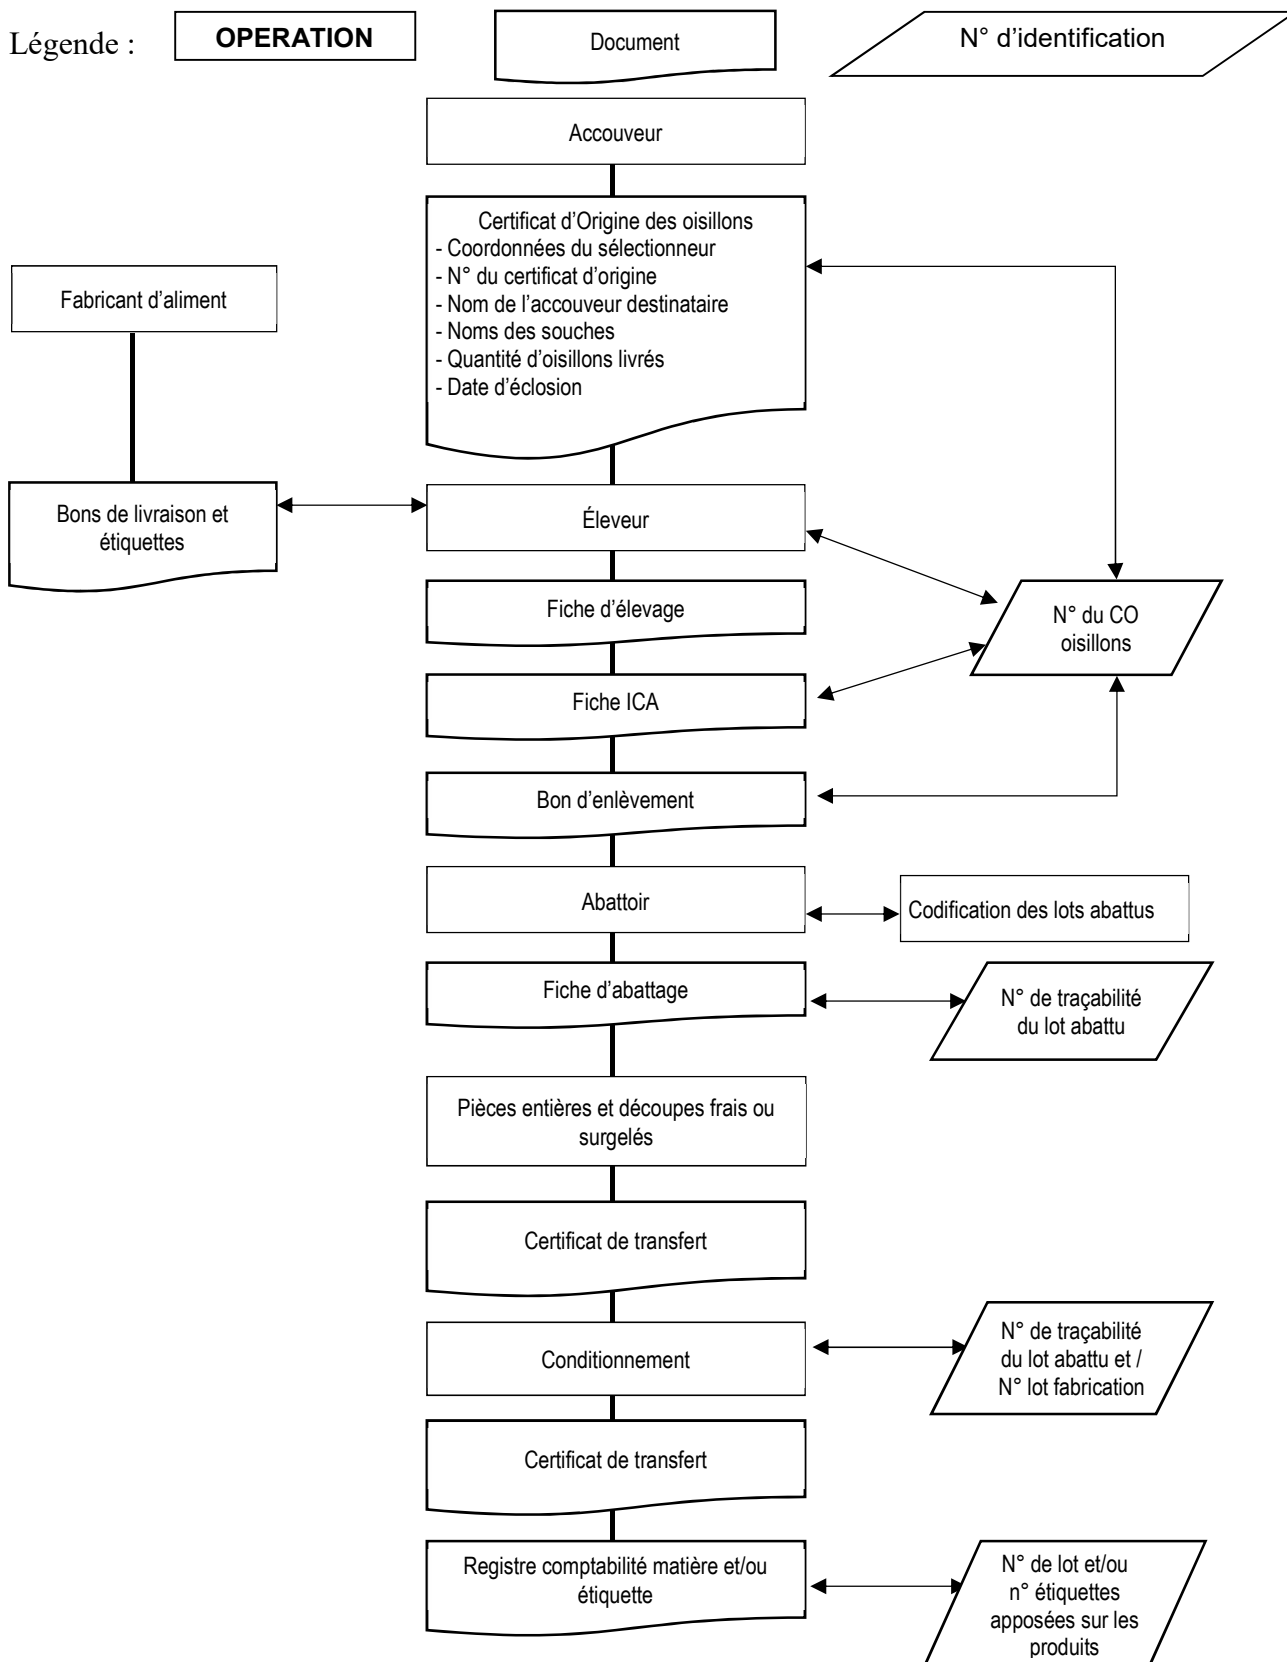 Légende :
OPERATION
Document
N° d’identification
Accouveur
Certificat d’Origine des oisillons
- Coordonnées du sélectionneur
- N° du certificat d’origine
- Nom de l’accouveur destinataire
- Noms des souches
- Quantité d’oisillons livrés
- Date d’éclosion
Fabricant d’aliment
Bons de livraison et
étiquettes
Éleveur
Fiche d’élevage
N° du CO
oisillons
Fiche ICA
Bon d’enlèvement
Abattoir
Codification des lots abattus
Fiche d’abattage
N° de traçabilité
du lot abattu
Pièces entières et découpes frais ou
surgelés
Certificat de transfert
Conditionnement
N° de traçabilité
du lot abattu et /
N° lot fabrication
Certificat de transfert
Registre comptabilité matière et/ou
étiquette
N° de lot et/ou
n° étiquettes
apposées sur les
produits